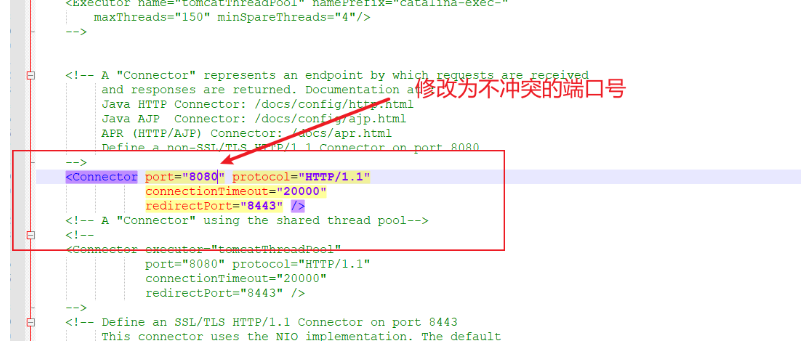 <Executor name="tomcatThreadPool" namePrefix="catalina-exec-"
maxThreads="150" minSpareThreads="4"/>
-->
<!-- A "Connector" represents an endpoint by which requests are received
and responses are returned. Documentation at
修改为不冲突的端口号
Java HTTP Connector: /docs/config/http.html
Java AJP  Connector: /docs/config/ajp.html
APR (HTTP/AJP) Connector: /docs/apr.html
Define a non-SSL/TLS HTTP/1.1 Connector on port 8080
-->
<Connector port="8080" protocol="HTTP/1.1"
connectionTimeout="20000"
redirectPort="8443" />
<!-- A "Connector" using the shared thread pool-->
<!--
<Connector executor="tomcatThreadPool"
port="8080" protocol="HTTP/1.1"
connectionTimeout="20000"
redirectPort="8443" />
-->
<!-- Define an SSL/TLS HTTP/1.1 Connector on port 8443
This connector uses the NIO implementation. The default